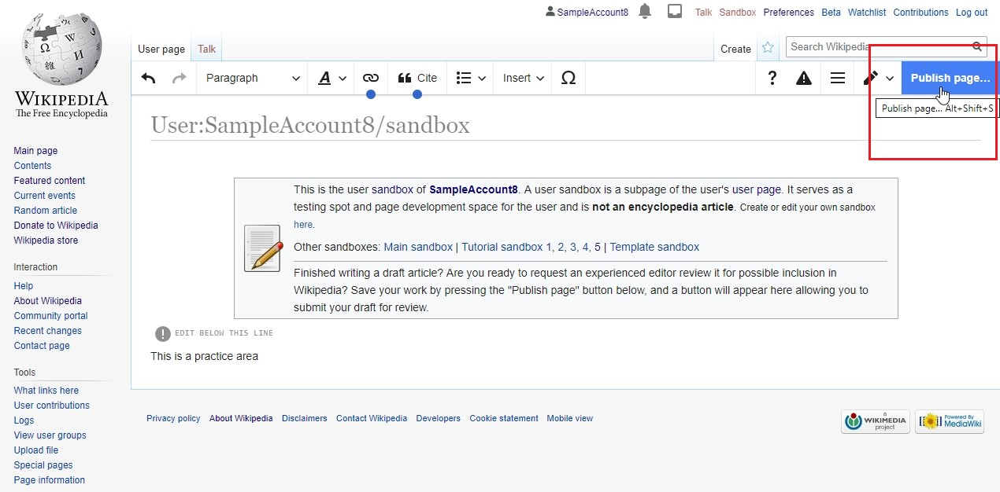 SampleAccount8 Talk Sandbox Preferences Beta Watchlist Contributions Log out
User page Talk Create Search Wikipedia
Paragraph A Cite Insert Ω ? Publish page...
Publish page... Alt+Shift+S
WIKIPEDIA
The Free Encyclopedia
Main page
Contents
Featured content
Current events
Random article
Donate to Wikipedia
Wikipedia store
Interaction
Help
About Wikipedia
Community portal
Recent changes
Contact page
Tools
What links here
User contributions
Logs
View user groups
Upload file
Special pages
Page information
User:SampleAccount8/sandbox
This is the user sandbox of SampleAccount8. A user sandbox is a subpage of the user's user page. It serves as a
testing spot and page development space for the user and is not an encyclopedia article. Create or edit your own sandbox
here.
Other sandboxes: Main sandbox | Tutorial sandbox 1, 2, 3, 4, 5 | Template sandbox
Finished writing a draft article? Are you ready to request an experienced editor review it for possible inclusion in
Wikipedia? Save your work by pressing the "Publish page" button below, and a button will appear here allowing you to
submit your draft for review.
EDIT BELOW THIS LINE
This is a practice area
Privacy policy About Wikipedia Disclaimers Contact Wikipedia Developers Cookie statement Mobile view
a
WIKIMEDIA
project
Powered By
MediaWiki